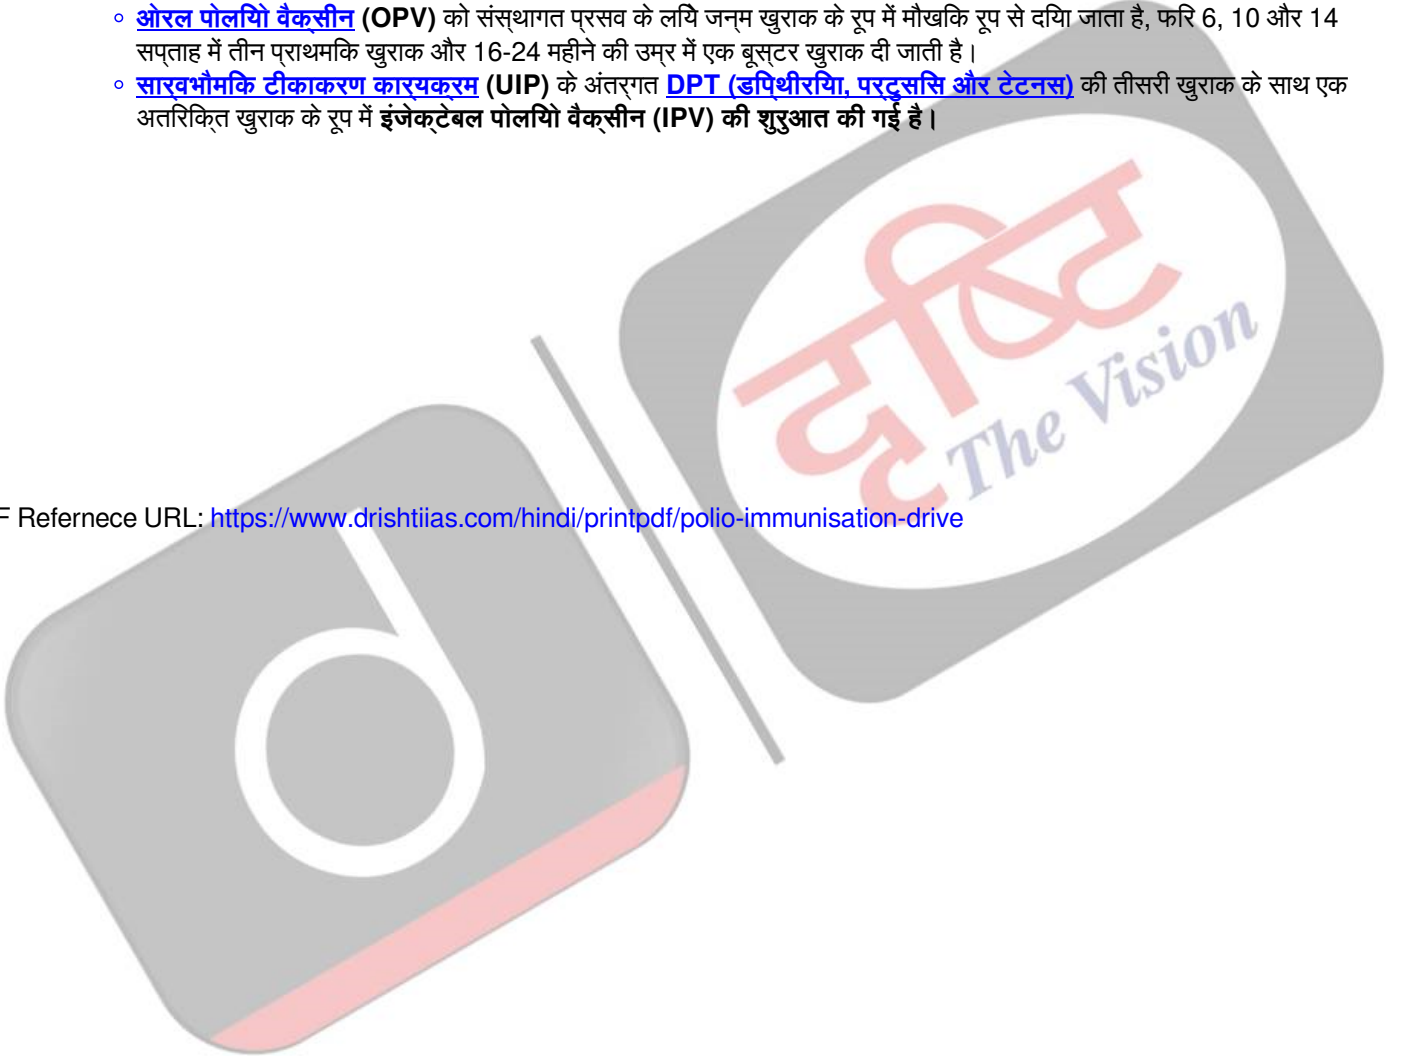 ओरल पोलियो वैक्सीन (OPV) को संस्थागत प्रसव के लिये जन्म खुराक के रूप में मौखिक रूप से दिया जाता है, फिर 6, 10 और 14
सप्ताह में तीन प्राथमिक खुराक और 16-24 महीने की उम्र में एक बूस्टर खुराक दी जाती है।
सार्वभौमिक टीकाकरण कार्यक्रम (UIP) के अंतर्गत DPT (डिप्थीरिया, पर्टुसिस और टेटनस) की तीसरी खुराक के साथ एक
अतिरिक्त खुराक के रूप में इंजेक्टेबल पोलियो वैक्सीन (IPV) की शुरुआत की गई है।
दृष्टि
The Vision
F Refernece URL: https://www.drishtiias.com/hindi/printpdf/polio-immunisation-drive